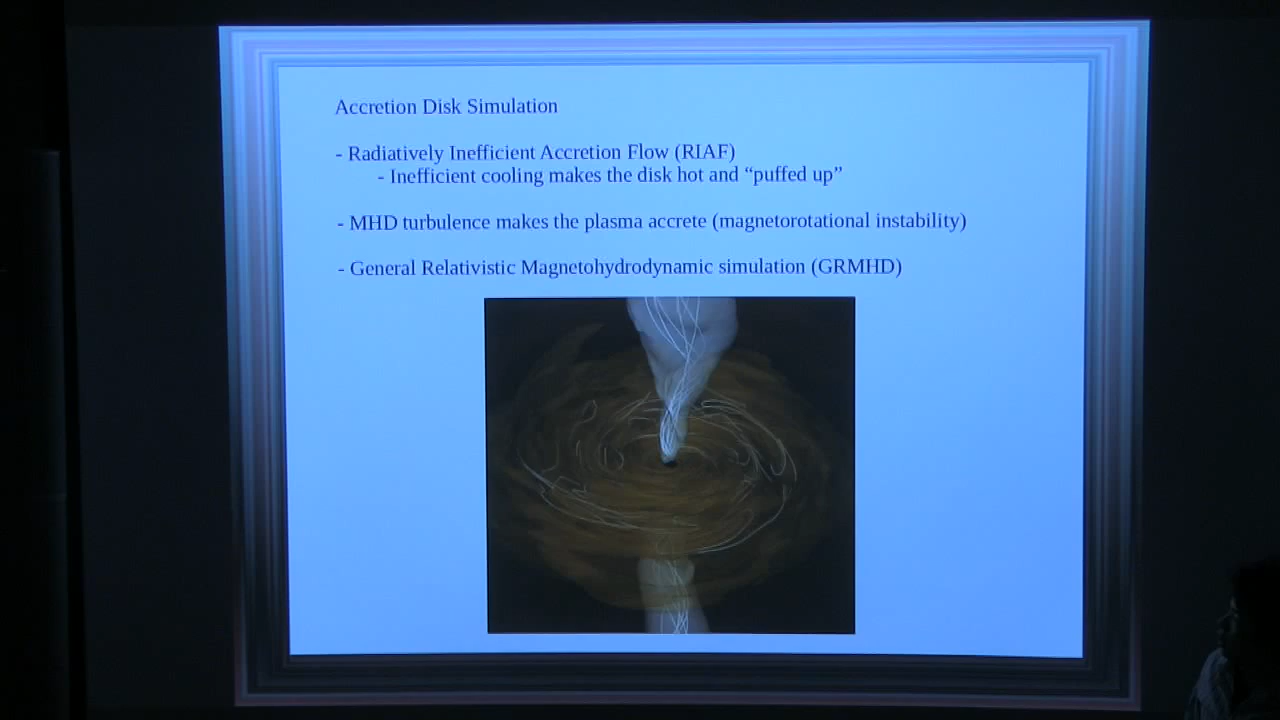 Accretion Disk Simulation
- Radiatively Inefficient Accretion Flow (RIAF)
- Inefficient cooling makes the disk hot and “puffed up”
- MHD turbulence makes the plasma accrete (magnetorotational instability)
- General Relativistic Magnetohydrodynamic simulation (GRMHD)